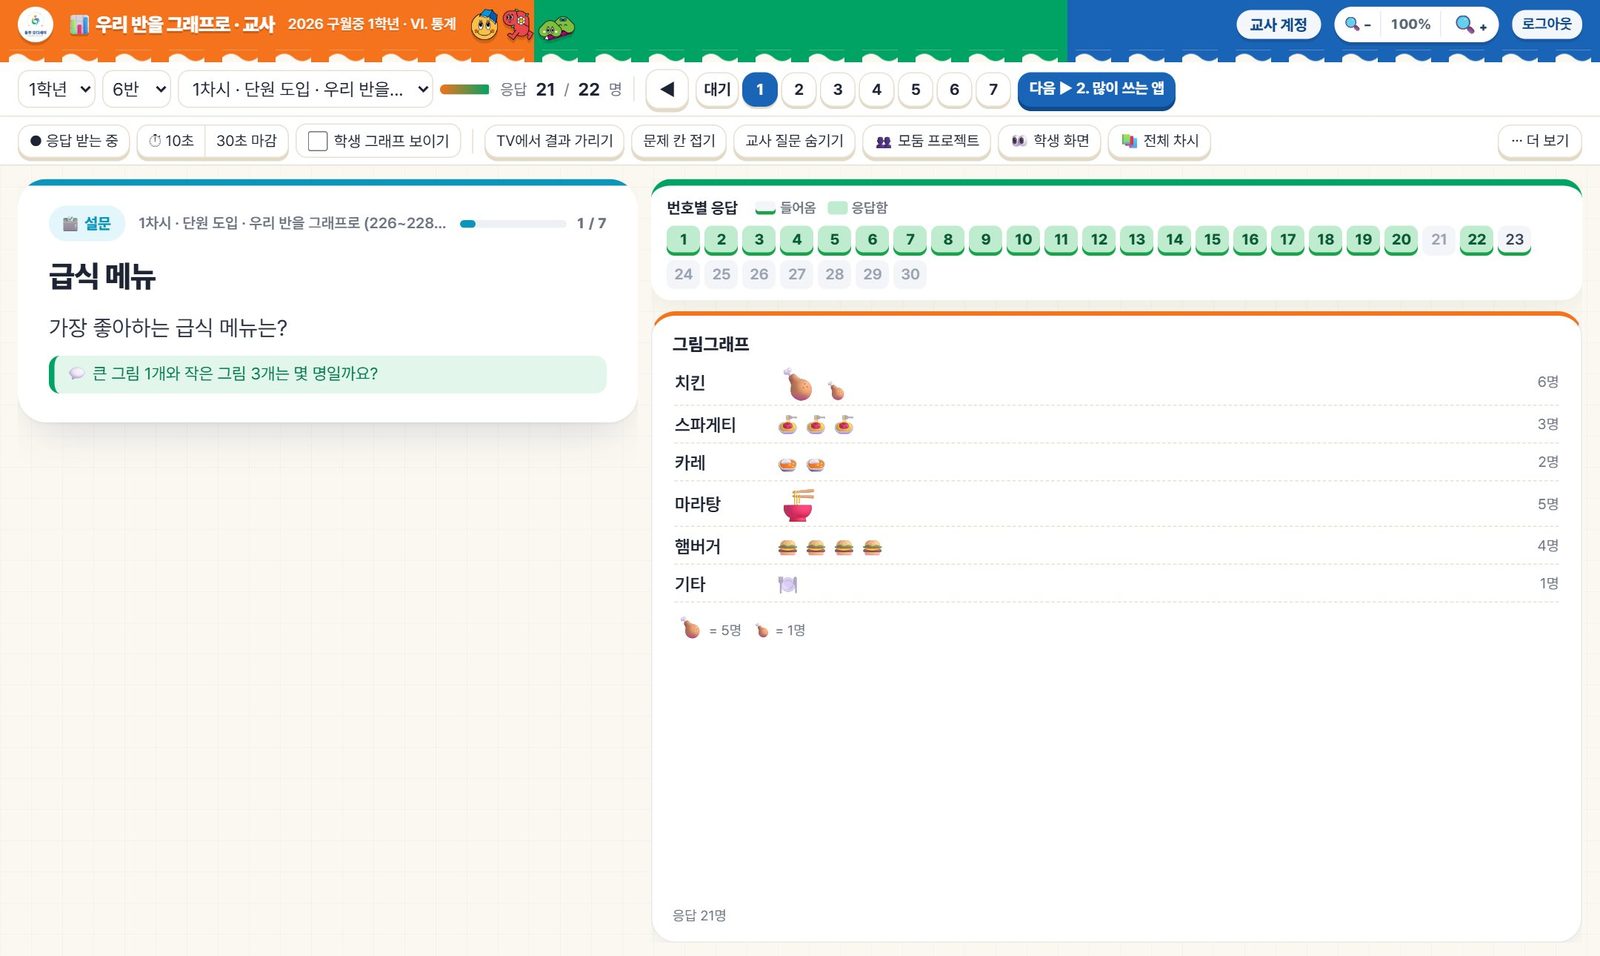 우리 반을 그래프로 · 교사 2026 구월중 1학년 · VI. 통계 교사 계정 - 100% + 로그아웃
1학년 6반 1차시 · 단원 도입 · 우리 반을... 응답 21 / 22 명 ◀ 대기 1 2 3 4 5 6 7 다음 ▶ 2. 많이 쓰는 앱
● 응답 받는 중 10초 30초 마감 학생 그래프 보이기 TV에서 결과 가리기 문제 칸 접기 교사 질문 숨기기 모둠 프로젝트 학생 화면 전체 차시 ··· 더 보기
설문 1차시 · 단원 도입 · 우리 반을 그래프로 (226~228... 1 / 7
급식 메뉴
가장 좋아하는 급식 메뉴는?
큰 그림 1개와 작은 그림 3개는 몇 명일까요?
번호별 응답 들어옴 응답함
1 2 3 4 5 6 7 8 9 10 11 12 13 14 15 16 17 18 19 20 21 22 23
24 25 26 27 28 29 30
그림그래프
치킨 6명
스파게티 3명
카레 2명
마라탕 5명
햄버거 4명
기타 1명
= 5명 = 1명
응답 21명